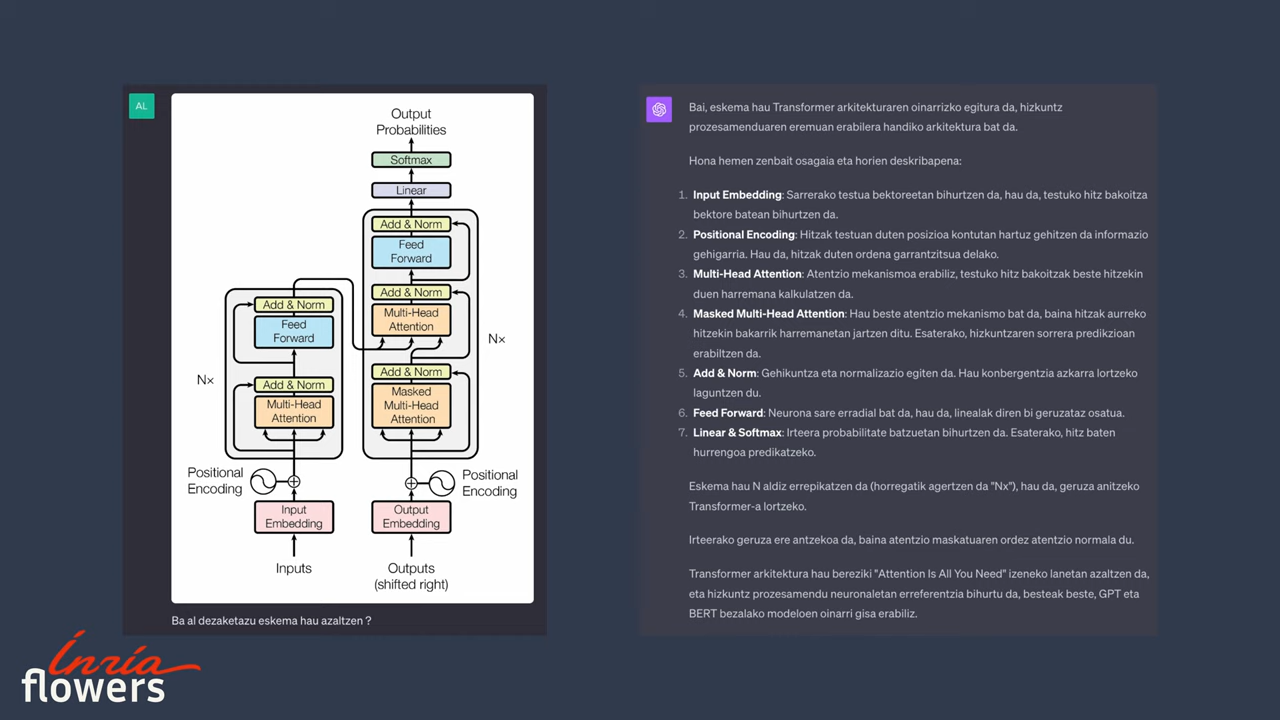 AL
Output
Probabilities
Softmax
Linear
Add & Norm
Feed
Forward
Add & Norm
Multi-Head
Attention
Nx
Add & Norm
Masked
Multi-Head
Attention
Add & Norm
Feed
Forward
Nx
Add & Norm
Multi-Head
Attention
Positional
Encoding
Positional
Encoding
Input
Embedding
Output
Embedding
Inputs
Outputs
(shifted right)
Ba al dezaketazu eskema hau azaltzen ?
Bai, eskema hau Transformer arkitekturaren oinarrizko egitura da, hizkuntz
prozesamenduaren eremuan erabilera handiko arkitektura bat da.
Hona hemen zenbait osagaia eta horien deskribapena:
1. Input Embedding: Sarrerako testua bektoreetan bihurtzen da, hau da, testuko hitz bakoitza
bektore batean bihurtzen da.
2. Positional Encoding: Hitzak testuan duten posizioa kontutan hartuz gehitzen da informazio
gehigarria. Hau da, hitzak duten ordena garrantzitsua delako.
3. Multi-Head Attention: Atentzio mekanismoa erabiliz, testuko hitz bakoitzak beste hitzekin
duen harremana kalkulatzen da.
4. Masked Multi-Head Attention: Hau beste atentzio mekanismo bat da, baina hitzak aurreko
hitzekin bakarrik harremanetan jartzen ditu. Esaterako, hizkuntzaren sorrera predikzioan
erabiltzen da.
5. Add & Norm: Gehikuntza eta normalizazio egiten da. Hau konbergentzia azkarra lortzeko
laguntzen du.
6. Feed Forward: Neurona sare erradial bat da, hau da, linealak diren bi geruzataz osatua.
7. Linear & Softmax: Irteera probabilitate batzuetan bihurtzen da. Esaterako, hitz baten
hurrengoa predikatzeko.
Eskema hau N aldiz errepikatzen da (horregatik agertzen da "Nx"), hau da, geruza anitzeko
Transformer-a lortzeko.
Irteerako geruza ere antzekoa da, baina atentzio maskatuaren ordez atentzio normala du.
Transformer arkitektura hau bereziki "Attention Is All You Need" izeneko lanetan azaltzen da,
eta hizkuntz prozesamendu neuronaletan erreferentzia bihurtu da, besteak beste, GPT eta
BERT bezalako modeloen oinarri gisa erabiliz.
Inria
flowers